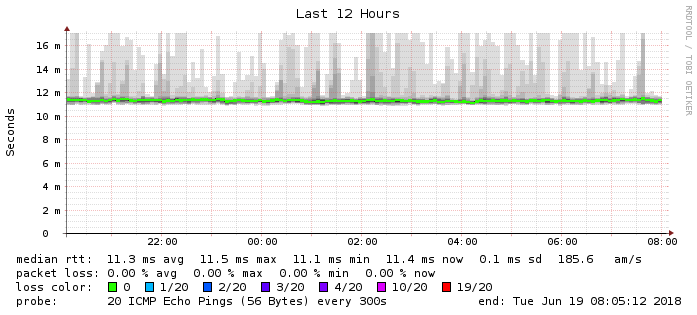 Last 12 Hours
RRDTOOL / TOBI OETIKER
Seconds
16 m
14 m
12 m
10 m
8 m
6 m
4 m
2 m
0
22:00 00:00 02:00 04:00 06:00 08:00
median rtt: 11.3 ms avg 11.5 ms max 11.1 ms min 11.4 ms now 0.1 ms sd 185.6 am/s
packet loss: 0.00 % avg 0.00 % max 0.00 % min 0.00 % now
loss color: 0 1/20 2/20 3/20 4/20 10/20 19/20
probe: 20 ICMP Echo Pings (56 Bytes) every 300s end: Tue Jun 19 08:05:12 2018